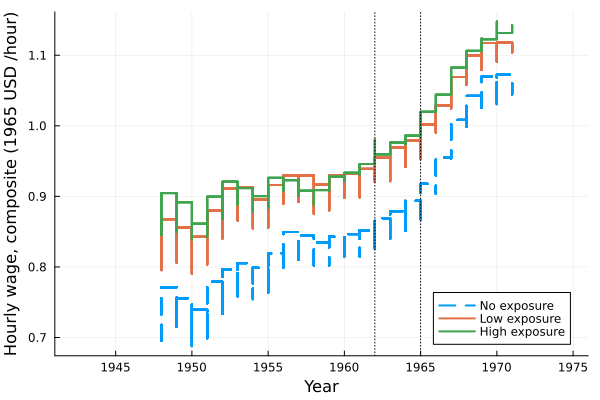 Hourly wage, composite (1965 USD /hour)
1.1
1.0
0.9
0.8
0.7
No exposure
Low exposure
High exposure
1945 1950 1955 1960 1965 1970 1975
Year